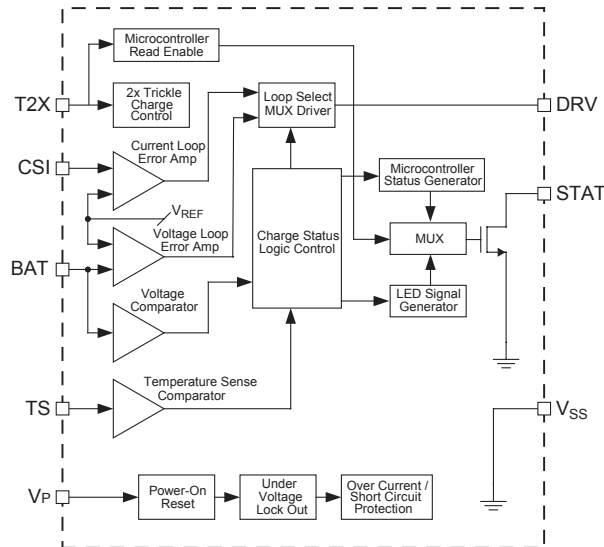 Microcontroller
Read Enable
T2X
2x Trickle
Charge
Control
Loop Select
MUX Driver
DRV
CSI
Current Loop
Error Amp
Microcontroller
Status Generator
STAT
VREF
Voltage Loop
Error Amp
Charge Status
Logic Control
MUX
BAT
Voltage
Comparator
LED Signal
Generator
TS
Temperature Sense
Comparator
VSS
VP
Power-On
Reset
Under
Voltage
Lock Out
Over Current /
Short Circuit
Protection